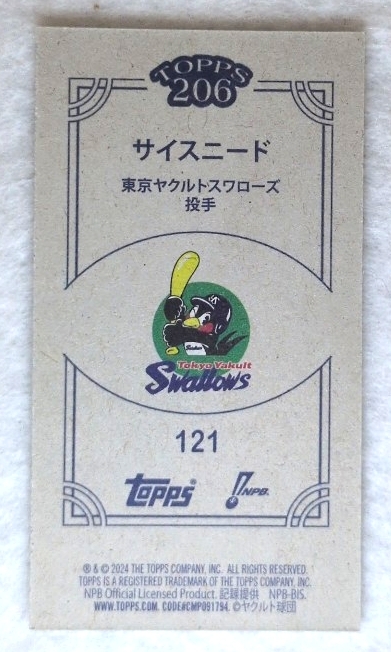 TOPPS
206
サイスニード
東京ヤクルトスワローズ
投手
Tokyo Yakult
Swallows
121
topps®
NPB.
® & © 2024 THE TOPPS COMPANY, INC. ALL RIGHTS RESERVED.
TOPPS IS A REGISTERED TRADEMARK OF THE TOPPS COMPANY, INC.
NPB Official Licensed Product. 記録提供 NPB-BIS.
WWW.TOPPS.COM. CODE#CMP091794. ©ヤクルト球団